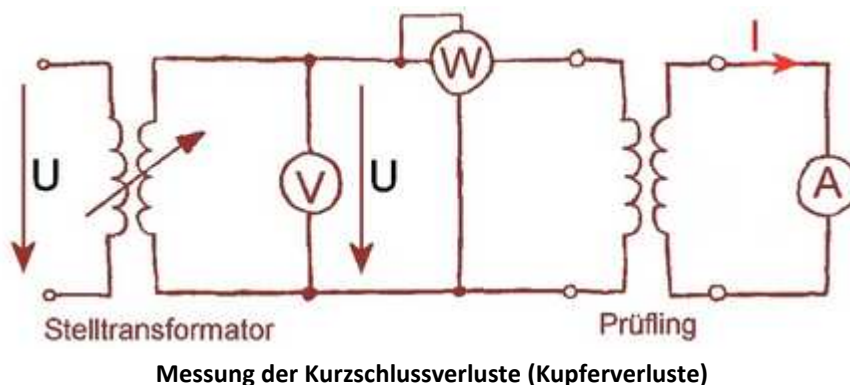 I
W
U
V
U
A
Stelltransformator
Prüfling
Messung der Kurzschlussverluste (Kupferverluste)